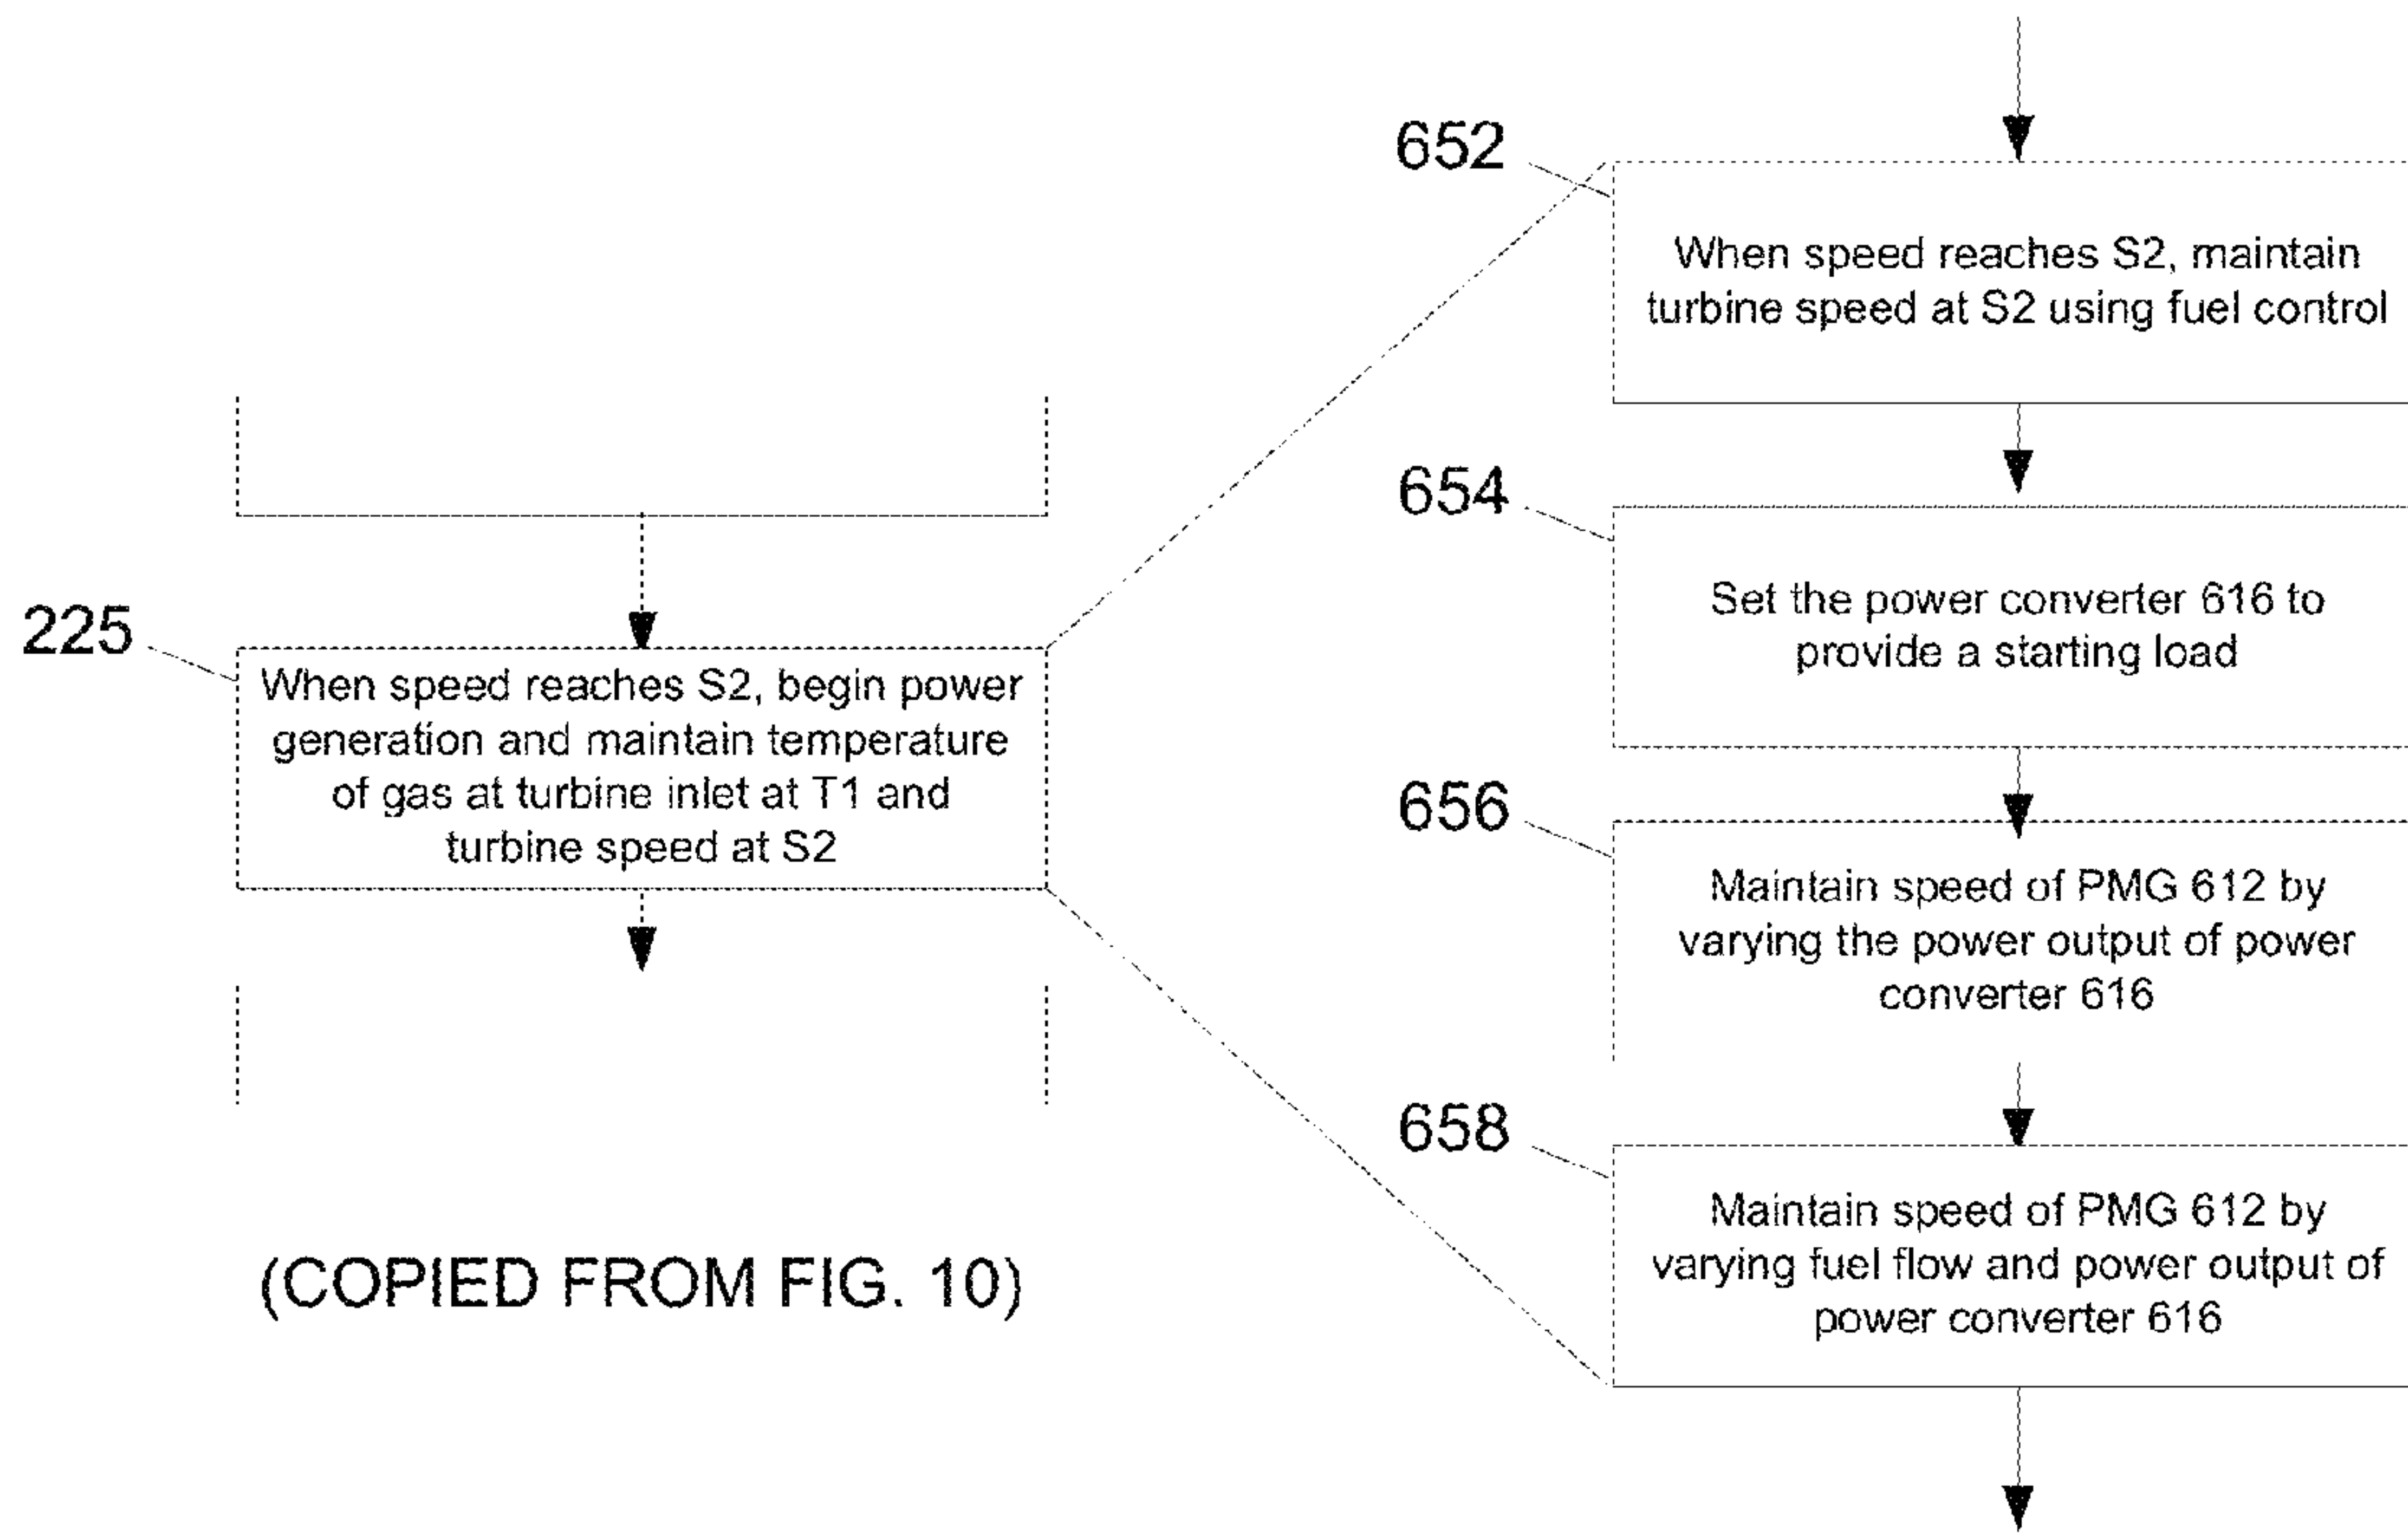 225
When speed reaches S2, begin power
generation and maintain temperature
of gas at turbine inlet at T1 and
turbine speed at S2
(COPIED FROM FIG. 10)
652
When speed reaches S2, maintain
turbine speed at S2 using fuel control
654
Set the power converter 616 to
provide a starting load
656
Maintain speed of PMG 612 by
varying the power output of power
converter 616
658
Maintain speed of PMG 612 by
varying fuel flow and power output of
power converter 616